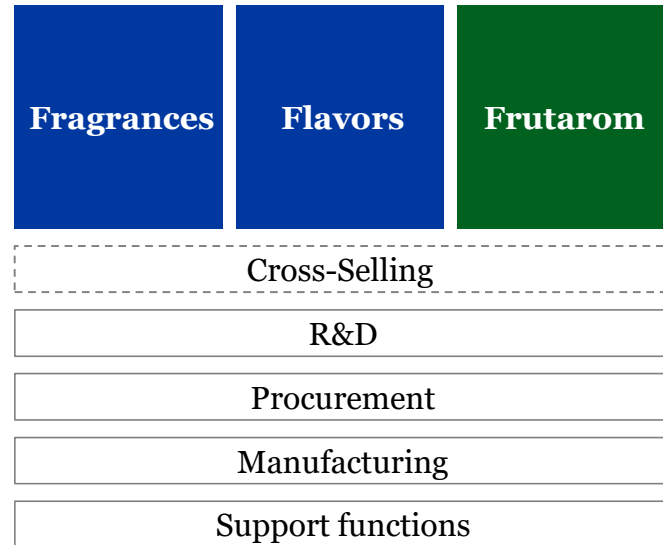 Fragrances
Flavors
Frutarom
Cross-Selling
R&D
Procurement
Manufacturing
Support functions